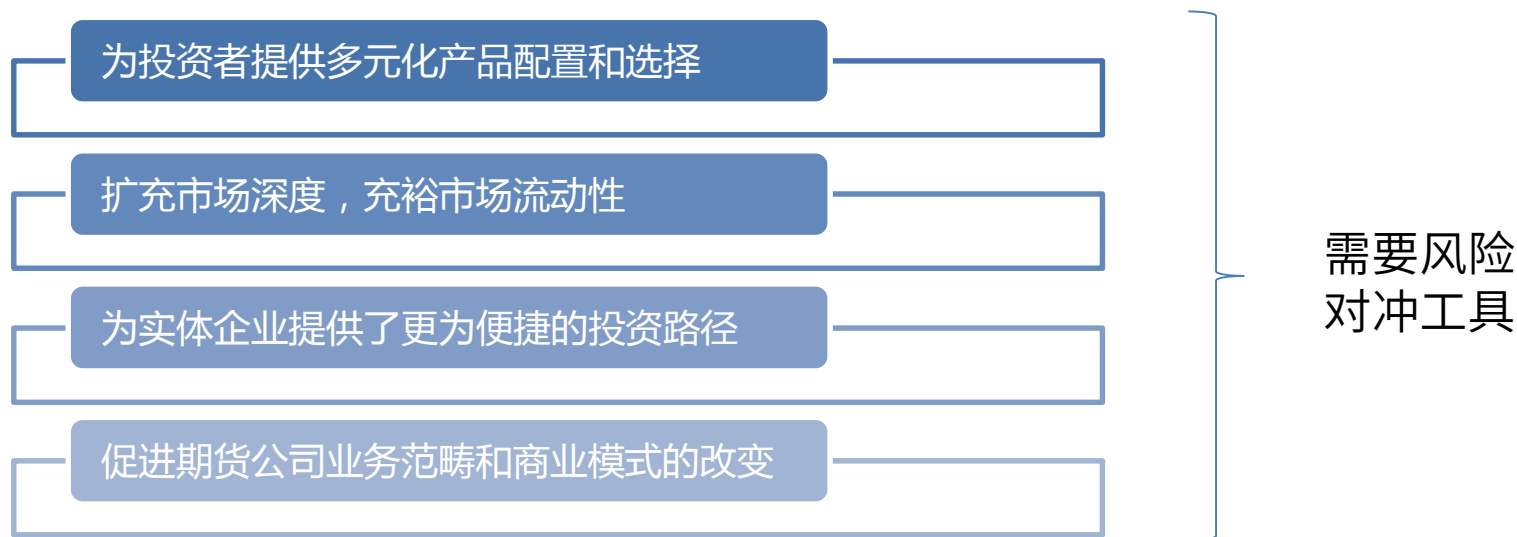 为投资者提供多元化产品配置和选择
扩充市场深度，充裕市场流动性
为实体企业提供了更为便捷的投资路径
促进期货公司业务范畴和商业模式的改变
需要风险
对冲工具